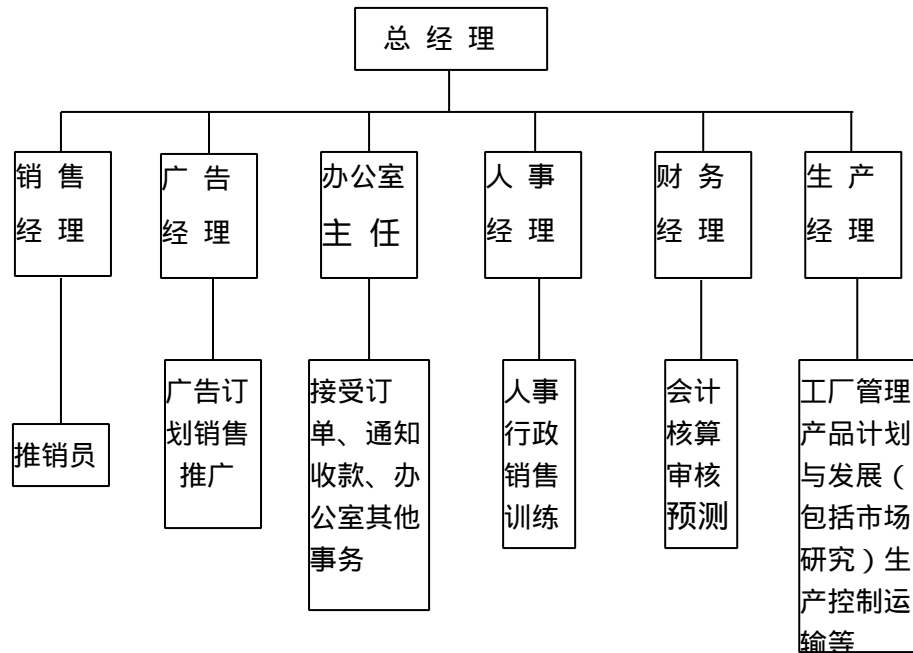 总 经 理
销 售
经 理
广 告
经 理
办公室
主 任
人 事
经 理
财 务
经 理
生 产
经 理
推销员
广告订
划销售
推广
接受订
单、通知
收款、办
公室其他
事务
人事
行政
销售
训练
会计
核算
审核
预测
工厂管理
产品计划
与发展（
包括市场
研究）生
产控制运
输等